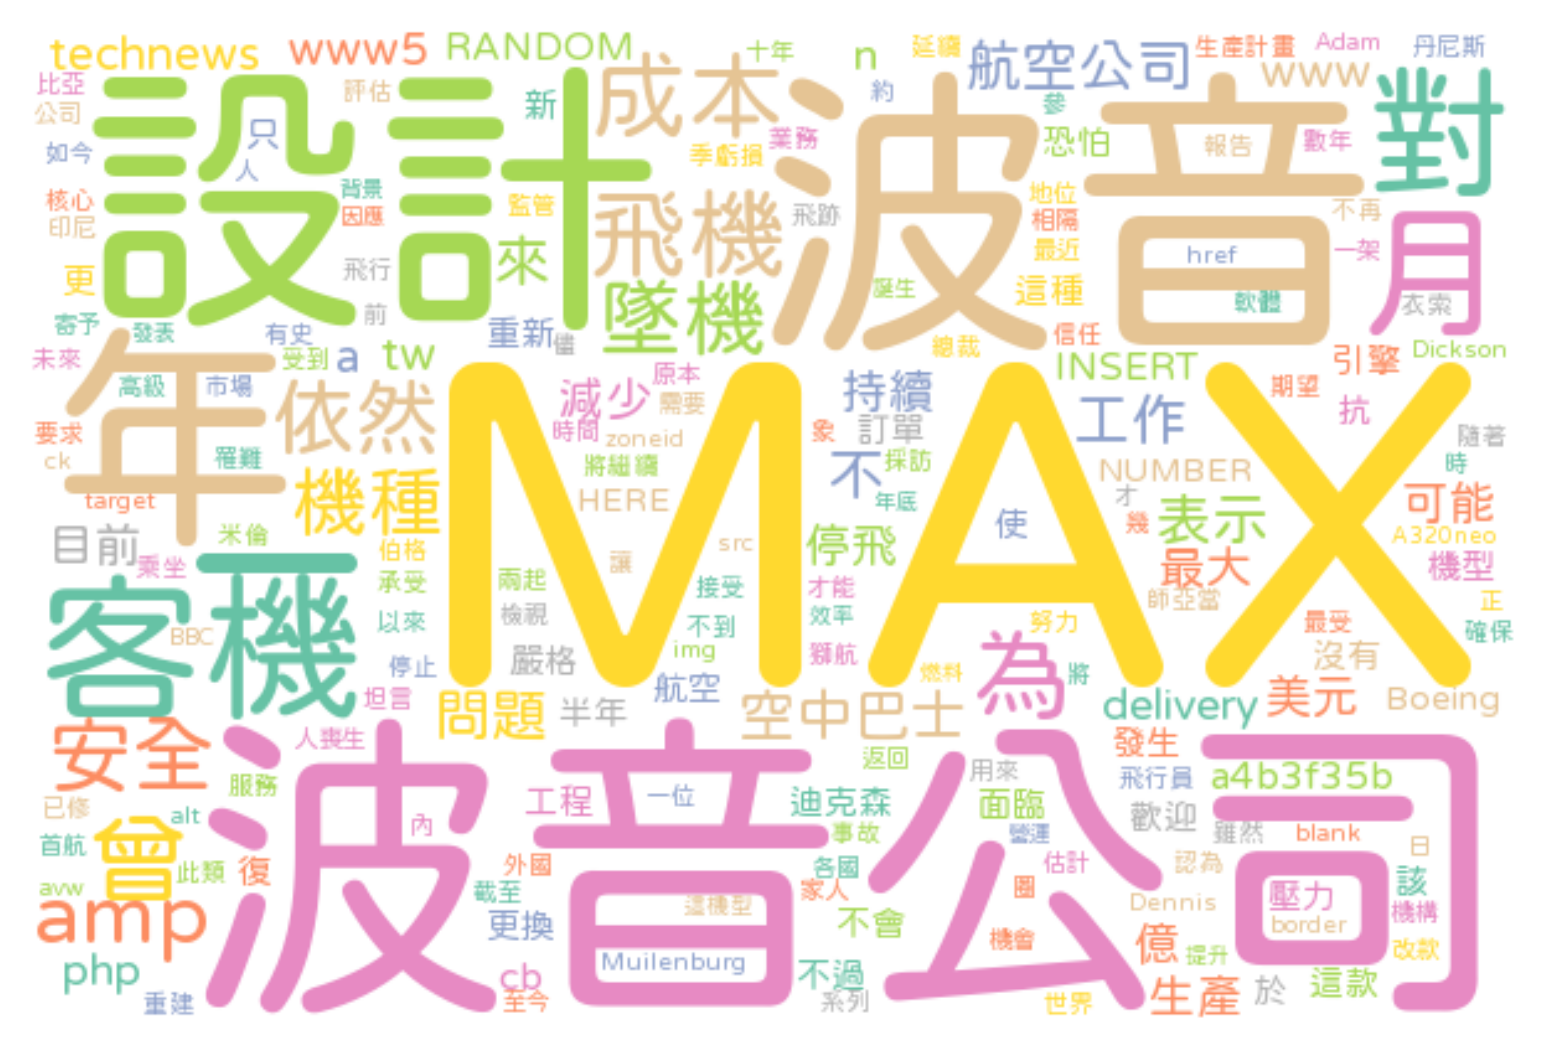 technews
www5
RANDOM
成本
十年
n
延續
航空公司
生產計畫
Adam
丹尼斯
比亞
公司
設計
評估
新
約
波音
參
www
對
如今
只
人
業務
季虧損
恐怕
報告
數年
核心
印尼
背景
因應
監管
飛機
飛跡
地位
相隔
最近
不再
一架
月
更
飛行
來
誕生
這種
href
軟體
衣索
寄予
發表
有史
前
重新
儘
墜機
總裁
信任
未來
年
受到
a
tw
INSERT
引擎
Dickson
高級
市場
依然
MAX
減少
原本
需要
持續
訂單
工作
期望
抗
要求
ck
罹難
時間
zoneid
將繼續
象
不
採訪
NUMBER
隨著
時
target
機種
HERE
年底
才
幾
表示
可能
目前
米倫
伯格
讓
src
停飛
使
A320neo
乘坐
承受
兩起
接受
才能
最大
機型
客機
BBC
以來
檢視
不到
效率
努力
師亞當
最受
正
確保
停止
嚴格
img
獅航
燃料
為
將
沒有
坦言
問題
半年
航空
空中巴士
delivery
美元
Boeing
安全
人喪生
波音公司
返回
用來
發生
服務
工程
一位
迪克森
面臨
飛行員
a4b3f35b
已修
alt
內
事故
營運
歡迎
雖然
blank
首航
曾
此類
復
外國
各國
估計
認為
日
avw
截至
家人
圈
Dennis
壓力
該
機構
amp
更換
這機型
不會
機會
億
border
提升
改款
php
cb
Muilenburg
不過
重建
至今
系列
世界
生產
於
這款